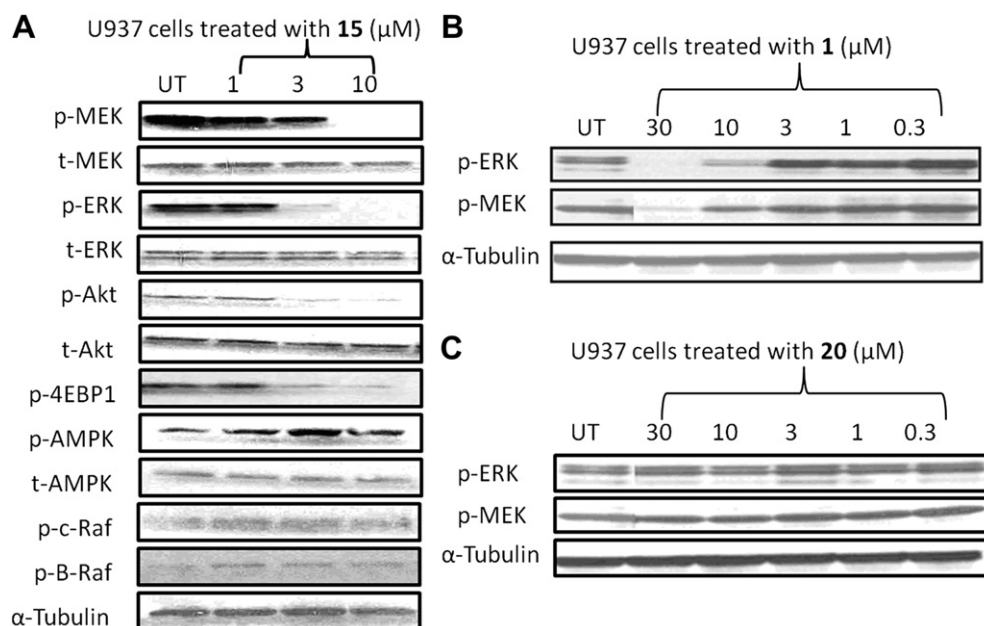 A
U937 cells treated with 15 (μM)
UT 1 3 10
p-MEK
t-MEK
p-ERK
t-ERK
p-Akt
t-Akt
p-4EBP1
p-AMPK
t-AMPK
p-c-Raf
p-B-Raf
α-Tubulin
B
U937 cells treated with 1 (μM)
UT 30 10 3 1 0.3
p-ERK
p-MEK
α-Tubulin
C
U937 cells treated with 20 (μM)
UT 30 10 3 1 0.3
p-ERK
p-MEK
α-Tubulin